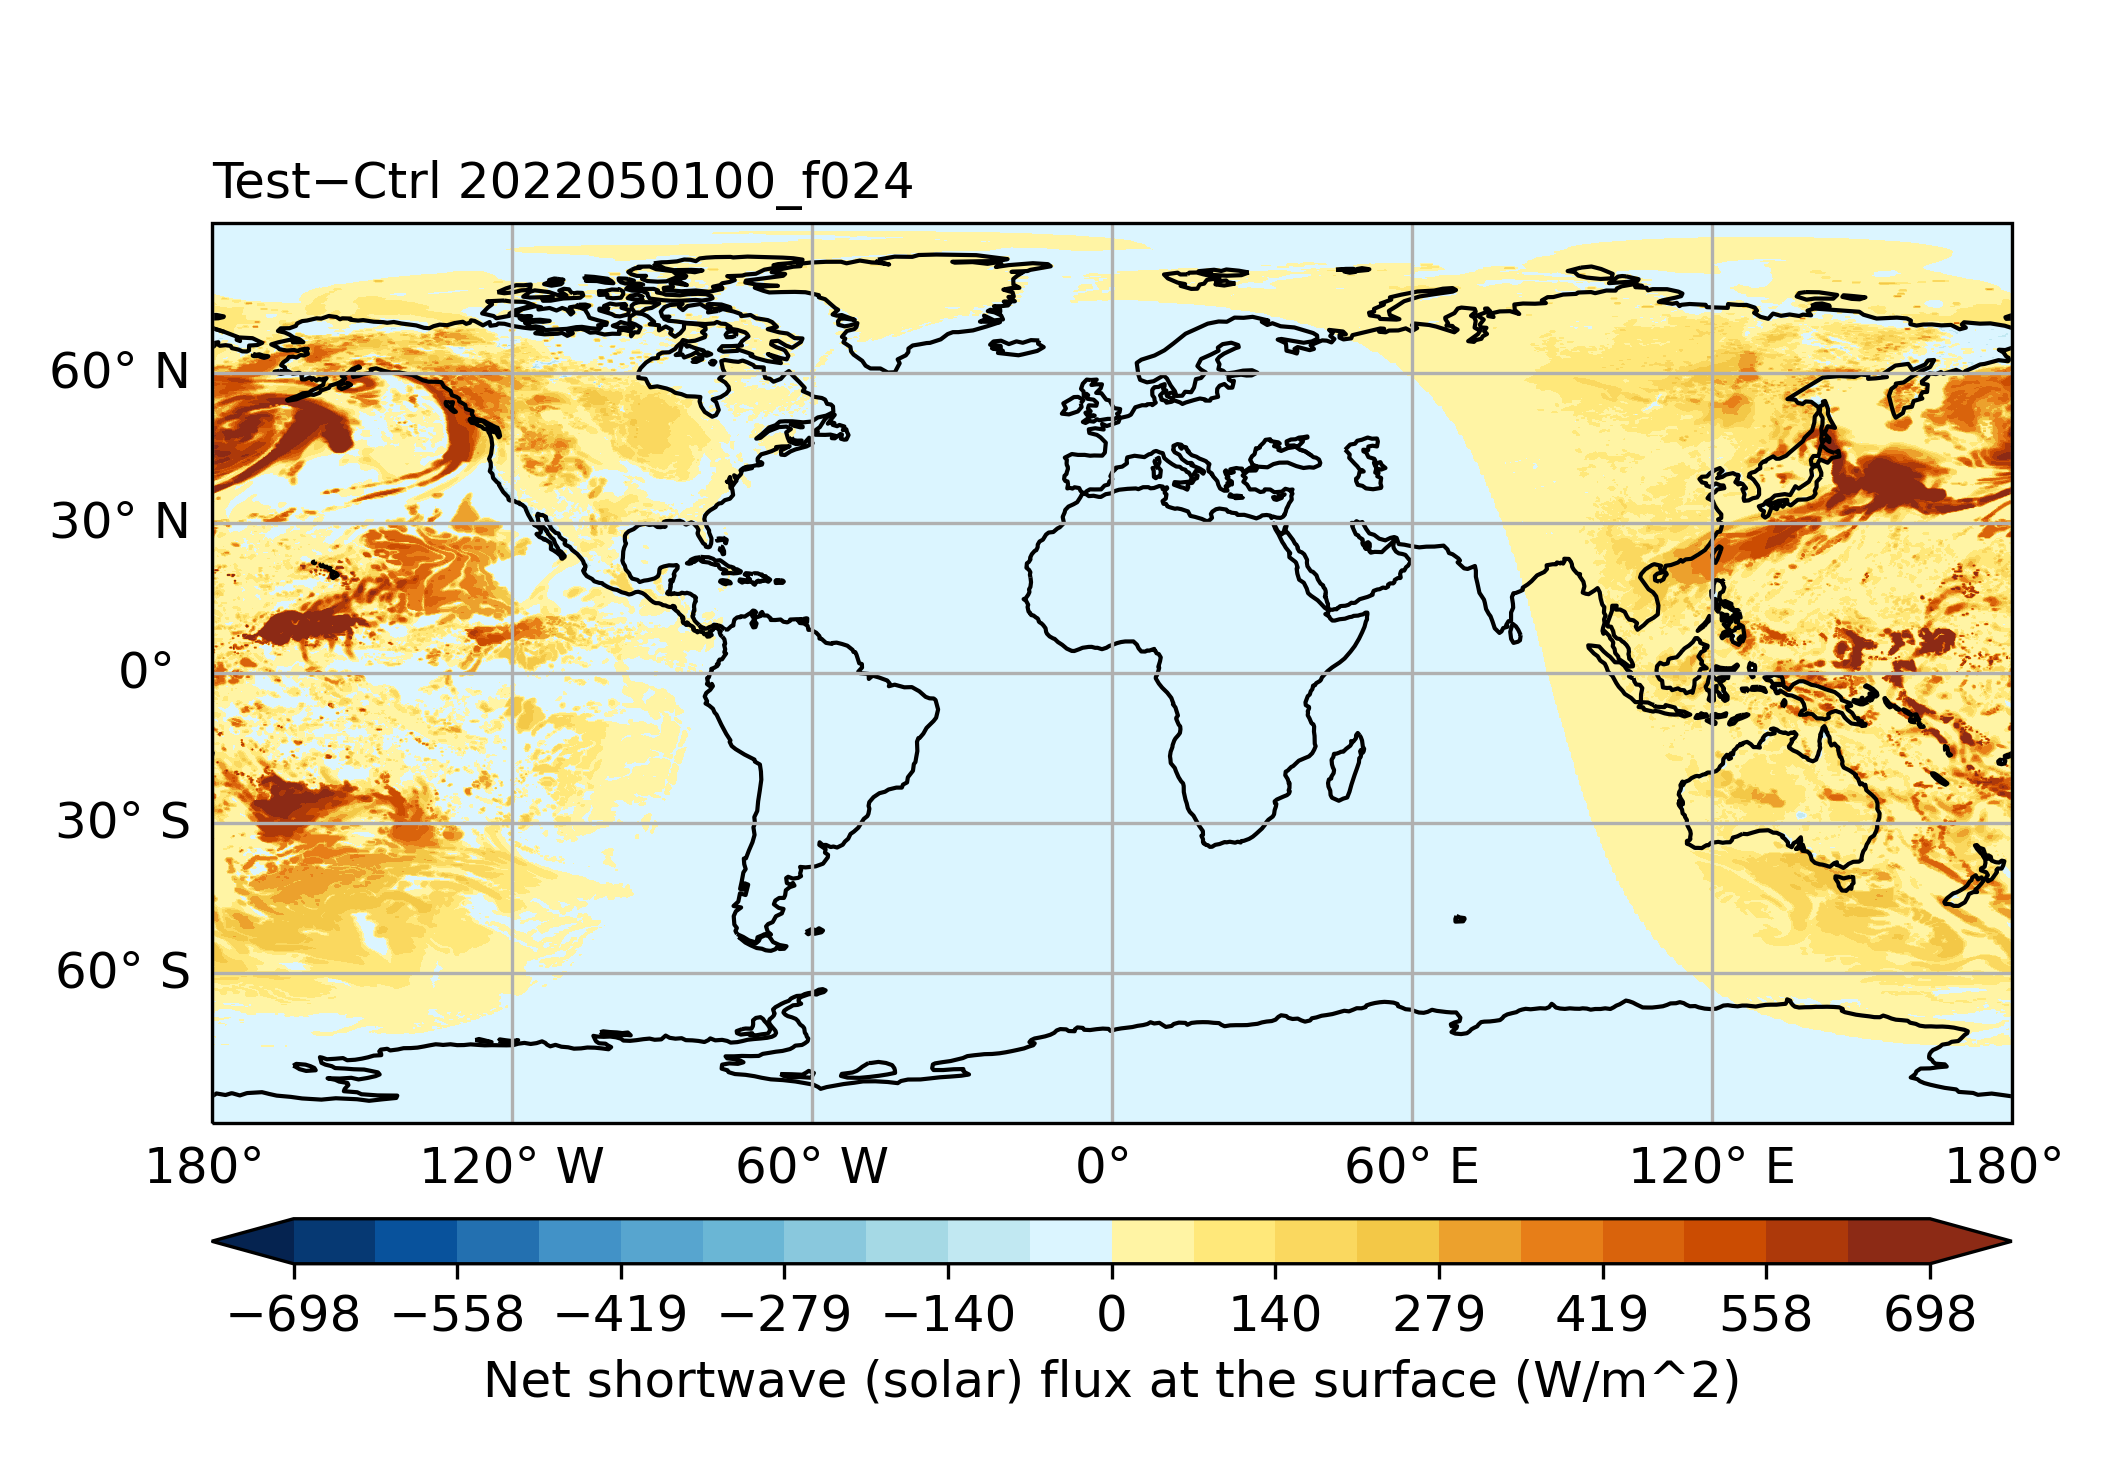 Test−Ctrl 2022050100_f024
60° N
30° N
0°
30° S
60° S
180° 120° W 60° W 0° 60° E 120° E 180°
−698 −558 −419 −279 −140 0 140 279 419 558 698
Net shortwave (solar) flux at the surface (W/m^2)